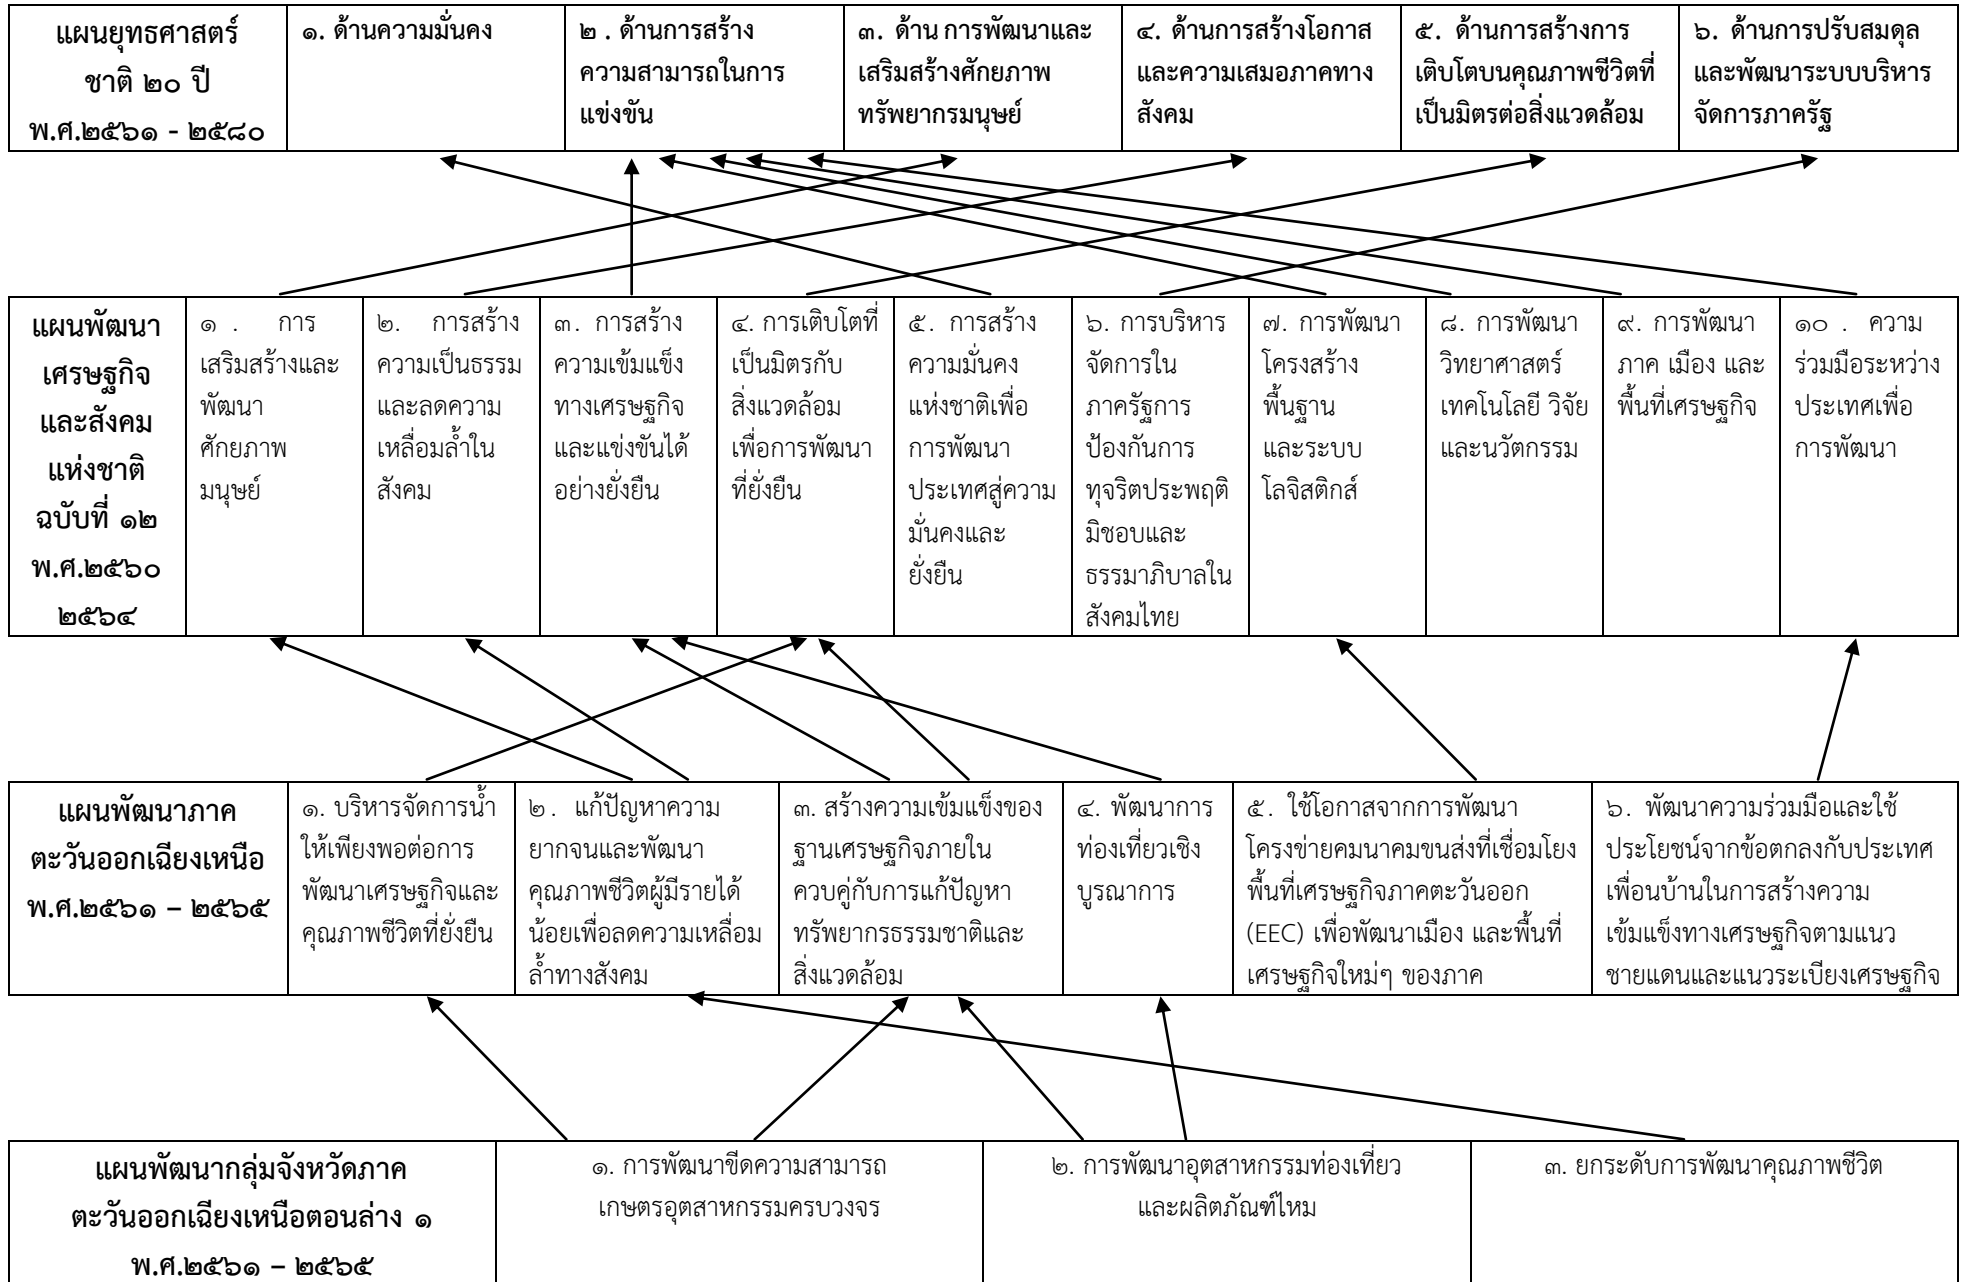 แผนยุทธศาสตร์
ชาติ ๒๐ ปี
พ.ศ.๒๕๖๑ - ๒๕๘๐
๑. ด้านความมั่นคง
๒ . ด้านการสร้าง
ความสามารถในการ
แข่งขัน
๓. ด้าน การพัฒนาและ
เสริมสร้างศักยภาพ
ทรัพยากรมนุษย์
๔. ด้านการสร้างโอกาส
และความเสมอภาคทาง
สังคม
๕. ด้านการสร้างการ
เติบโตบนคุณภาพชีวิตที่
เป็นมิตรต่อสิ่งแวดล้อม
๖. ด้านการปรับสมดุล
และพัฒนาระบบบริหาร
จัดการภาครัฐ
แผนพัฒนา
เศรษฐกิจ
และสังคม
แห่งชาติ
ฉบับที่ ๑๒
พ.ศ.๒๕๖๐
๒๕๖๔
๑ . การ
เสริมสร้างและ
พัฒนา
ศักยภาพ
มนุษย์
๒. การสร้าง
ความเป็นธรรม
และลดความ
เหลื่อมล้ำใน
สังคม
๓. การสร้าง
ความเข้มแข็ง
ทางเศรษฐกิจ
และแข่งขันได้
อย่างยั่งยืน
๔. การเติบโตที่
เป็นมิตรกับ
สิ่งแวดล้อม
เพื่อการพัฒนา
ที่ยั่งยืน
๕. การสร้าง
ความมั่นคง
แห่งชาติเพื่อ
การพัฒนา
ประเทศสู่ความ
มั่นคงและ
ยั่งยืน
๖. การบริหาร
จัดการใน
ภาครัฐการ
ป้องกันการ
ทุจริตประพฤติ
มิชอบและ
ธรรมาภิบาลใน
สังคมไทย
๗. การพัฒนา
โครงสร้าง
พื้นฐาน
และระบบ
โลจิสติกส์
๘. การพัฒนา
วิทยาศาสตร์
เทคโนโลยี วิจัย
และนวัตกรรม
๙. การพัฒนา
ภาค เมือง และ
พื้นที่เศรษฐกิจ
๑๐ . ความ
ร่วมมือระหว่าง
ประเทศเพื่อ
การพัฒนา
แผนพัฒนาภาค
ตะวันออกเฉียงเหนือ
พ.ศ.๒๕๖๑ – ๒๕๖๕
๑. บริหารจัดการน้ำ
ให้เพียงพอต่อการ
พัฒนาเศรษฐกิจและ
คุณภาพชีวิตที่ยั่งยืน
๒. แก้ปัญหาความ
ยากจนและพัฒนา
คุณภาพชีวิตผู้มีรายได้
น้อยเพื่อลดความเหลื่อม
ล้ำทางสังคม
๓. สร้างความเข้มแข็งของ
ฐานเศรษฐกิจภายใน
ควบคู่กับการแก้ปัญหา
ทรัพยากรธรรมชาติและ
สิ่งแวดล้อม
๔. พัฒนาการ
ท่องเที่ยวเชิง
บูรณาการ
๕. ใช้โอกาสจากการพัฒนา
โครงข่ายคมนาคมขนส่งที่เชื่อมโยง
พื้นที่เศรษฐกิจภาคตะวันออก
(EEC) เพื่อพัฒนาเมือง และพื้นที่
เศรษฐกิจใหม่ๆ ของภาค
๖. พัฒนาความร่วมมือและใช้
ประโยชน์จากข้อตกลงกับประเทศ
เพื่อนบ้านในการสร้างความ
เข้มแข็งทางเศรษฐกิจตามแนว
ชายแดนและแนวระเบียงเศรษฐกิจ
แผนพัฒนากลุ่มจังหวัดภาค
ตะวันออกเฉียงเหนือตอนล่าง ๑
พ.ศ.๒๕๖๑ – ๒๕๖๕
๑. การพัฒนาขีดความสามารถ
เกษตรอุตสาหกรรมครบวงจร
๒. การพัฒนาอุตสาหกรรมท่องเที่ยว
และผลิตภัณฑ์ไหม
๓. ยกระดับการพัฒนาคุณภาพชีวิต